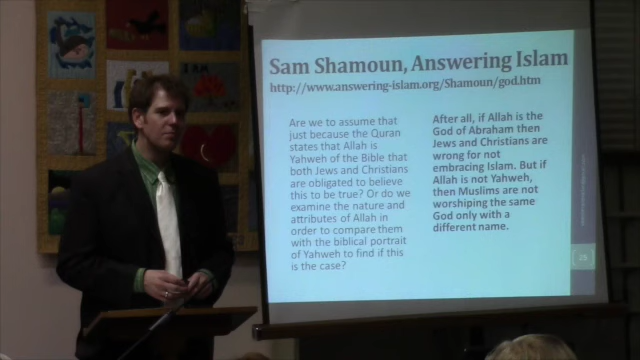 Sam Shamoun, Answering Islam
http://www.answering-islam.org/Shamoun/god.htm
Are we to assume that
just because the Quran
states that Allah is
Yahweh of the Bible that
both Jews and Christians
are obligated to believe
this to be true? Or do we
examine the nature and
attributes of Allah in
order to compare them
with the biblical portrait
of Yahweh to find if this
is the case?
After all, if Allah is the
God of Abraham then
Jews and Christians are
wrong for not
embracing Islam. But if
Allah is not Yahweh,
then Muslims are not
worshiping the same
God only with a
different name.